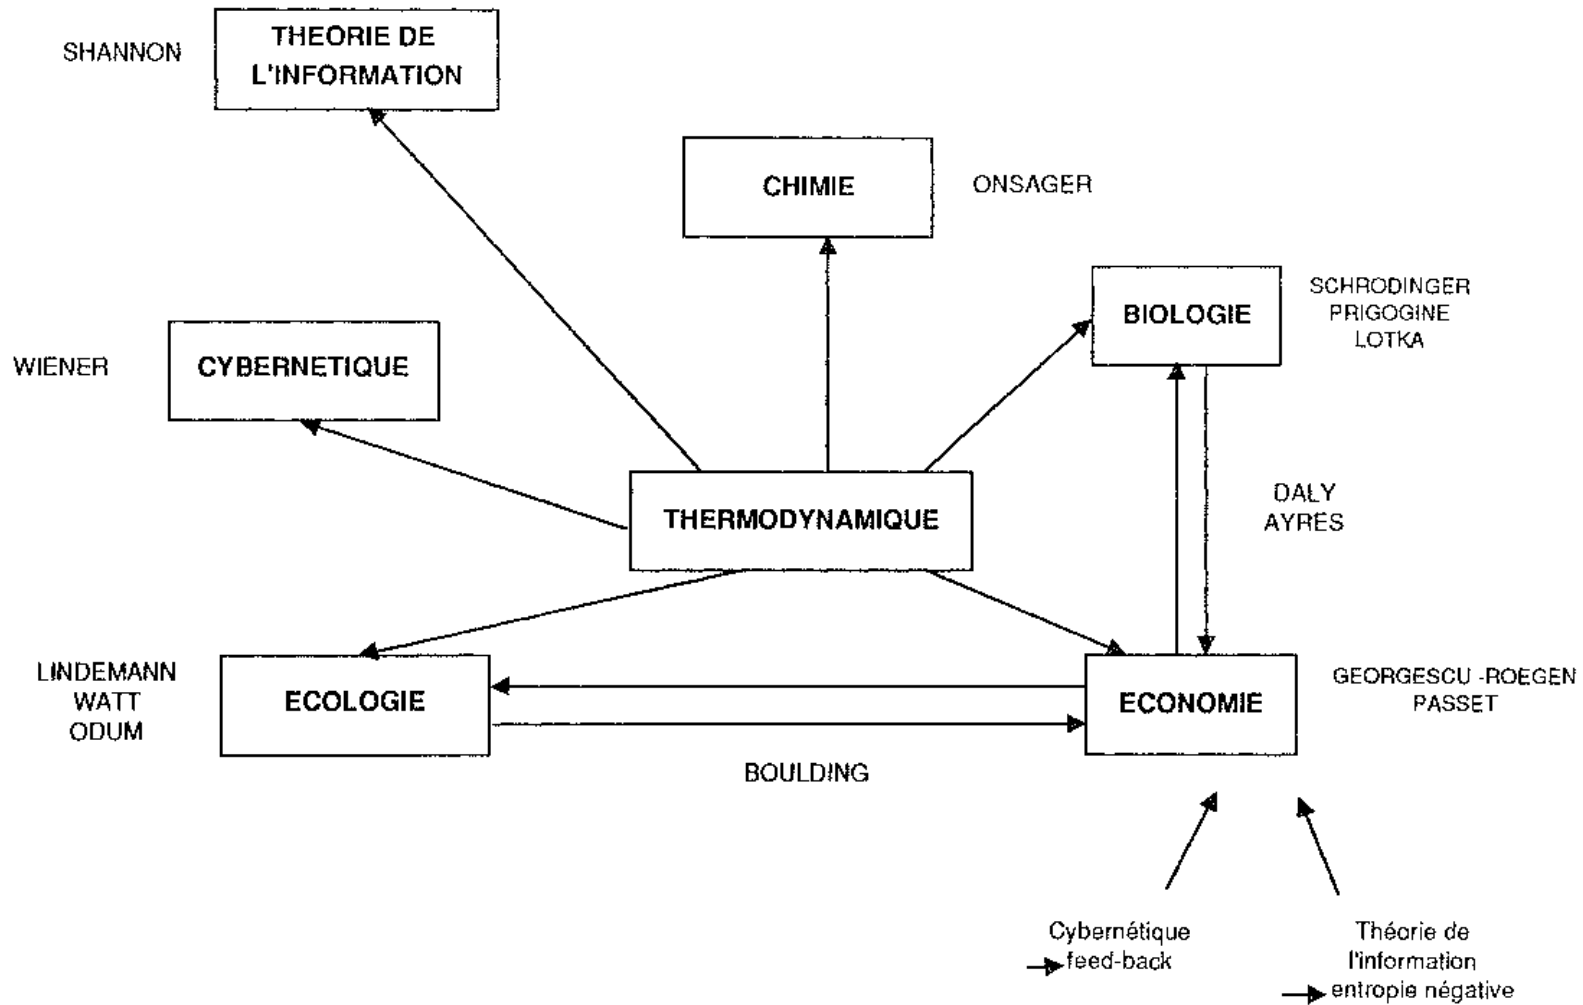 SHANNON
THEORIE DE
L'INFORMATION
CHIMIE
ONSAGER
BIOLOGIE
SCHRODINGER
PRIGOGINE
LOTKA
WIENER
CYBERNETIQUE
THERMODYNAMIQUE
DALY
AYRES
LINDEMANN
WATT
ODUM
ECOLOGIE
ECONOMIE
GEORGESCU -ROEGEN
PASSET
BOULDING
Cybernétique
feed-back
Théorie de
l'information
entropie négative